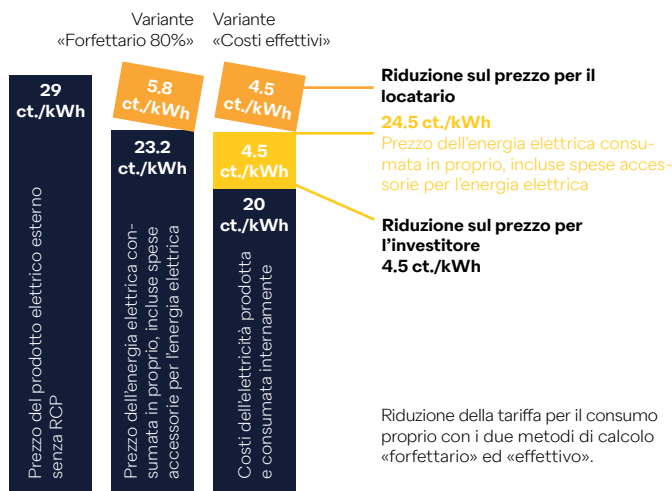 Variante
«Forfettario 80%»
Variante
«Costi effettivi»
29
ct./kWh
Prezzo del prodotto elettrico esterno
senza RCP
5.8
ct./kWh
23.2
ct./kWh
Prezzo dell'energia elettrica con-
sumata in proprio, incluse spese
accessorie per l'energia elettrica
4.5
ct./kWh
4.5
ct./kWh
20
ct./kWh
Costi dell'elettricità prodotta
e consumata internamente
Riduzione sul prezzo per il
locatario
24.5 ct./kWh
Prezzo dell'energia elettrica consu-
mata in proprio, incluse spese acces-
sorie per l'energia elettrica
Riduzione sul prezzo per
l'investitore
4.5 ct./kWh
Riduzione della tariffa per il consumo
proprio con i due metodi di calcolo
«forfettario» ed «effettivo».